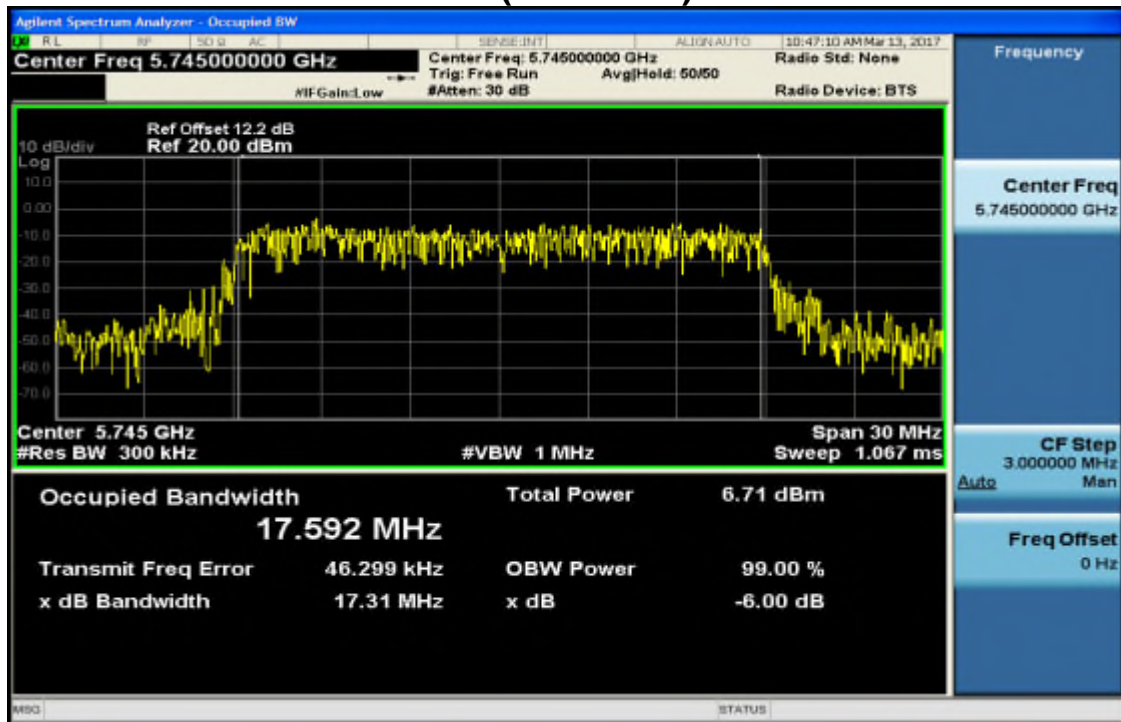 Agilent Spectrum Analyzer - Occupied BW
RL RF 50 Ω AC SENSE:INT ALIGN AUTO 10:47:10 AM Mar 13, 2017
Center Freq 5.745000000 GHz
Center Freq: 5.745000000 GHz
Radio Std: None
Trig: Free Run Avg|Hold: 50/50
#IFGain:Low
#Atten: 30 dB
Radio Device: BTS
Frequency
Ref Offset 12.2 dB
10 dB/div Ref 20.00 dBm
Log
10.0
0.00
-10.0
-20.0
-30.0
-40.0
-50.0
-60.0
-70.0
Center 5.745 GHz Span 30 MHz
#Res BW 300 kHz #VBW 1 MHz Sweep 1.067 ms
Center Freq
5.745000000 GHz
CF Step
3.000000 MHz
Auto Man
Freq Offset
0 Hz
Occupied Bandwidth Total Power 6.71 dBm
17.592 MHz
Transmit Freq Error 46.299 kHz OBW Power 99.00 %
x dB Bandwidth 17.31 MHz x dB -6.00 dB
MSG STATUS